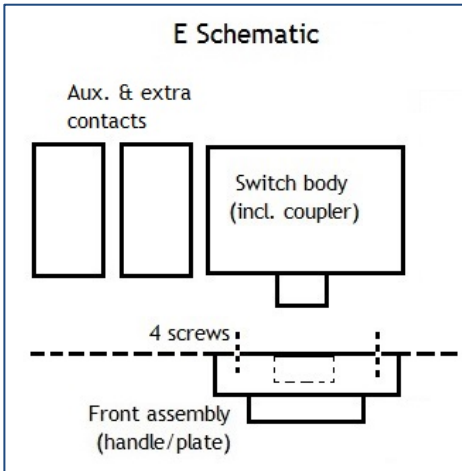 E Schematic
Aux. & extra
contacts
Switch body
(incl. coupler)
4 screws
Front assembly
(handle/plate)